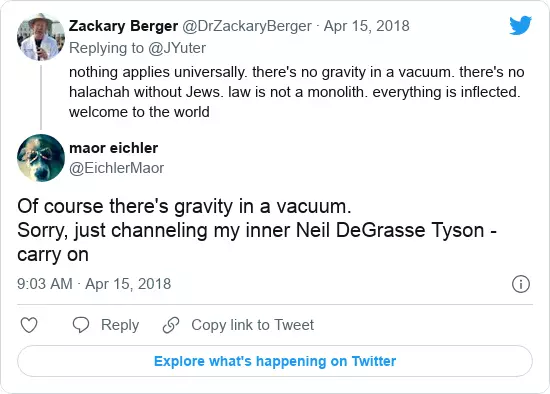 Zackary Berger @DrZackaryBerger · Apr 15, 2018
Replying to @JYuter
nothing applies universally. there's no gravity in a vacuum. there's no
halachah without Jews. law is not a monolith. everything is inflected.
welcome to the world
maor eichler
@EichlerMaor
Of course there's gravity in a vacuum.
Sorry, just channeling my inner Neil DeGrasse Tyson -
carry on
9:03 AM · Apr 15, 2018
Reply Copy link to Tweet
Explore what's happening on Twitter